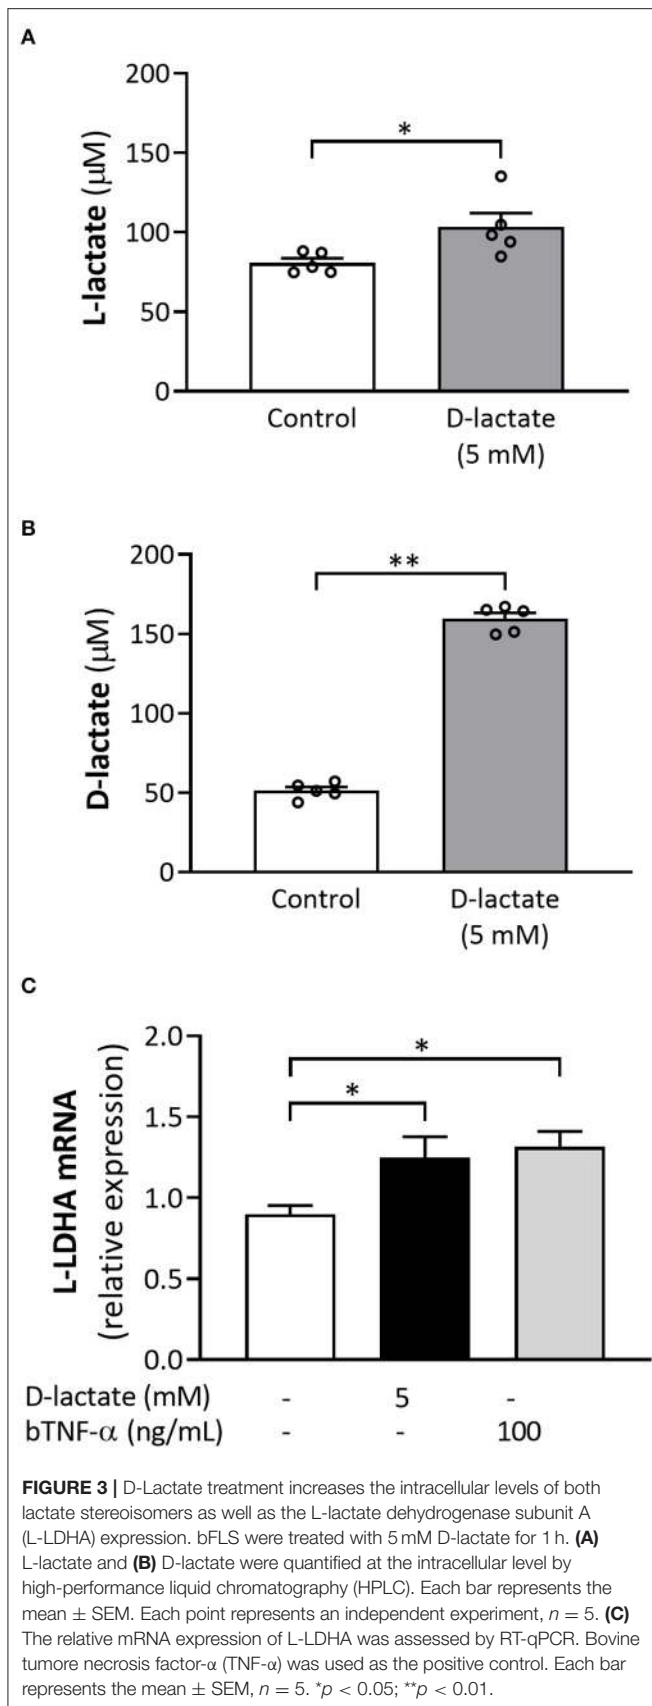 A
200
*
150
L-lactate (μM)
100
50
0
Control D-lactate
(5 mM)
B
200
**
150
D-lactate (μM)
100
50
0
Control D-lactate
(5 mM)
C
2.0
*
1.5
*
L-LDHA mRNA
(relative expression)
1.0
0.5
0.0
D-lactate (mM) - 5 -
bTNF-α (ng/mL) - - 100
FIGURE 3 | D-Lactate treatment increases the intracellular levels of both
lactate stereoisomers as well as the L-lactate dehydrogenase subunit A
(L-LDHA) expression. bFLS were treated with 5 mM D-lactate for 1 h. (A)
L-lactate and (B) D-lactate were quantified at the intracellular level by
high-performance liquid chromatography (HPLC). Each bar represents the
mean ± SEM. Each point represents an independent experiment, n = 5. (C)
The relative mRNA expression of L-LDHA was assessed by RT-qPCR. Bovine
tumore necrosis factor-α (TNF-α) was used as the positive control. Each bar
represents the mean ± SEM, n = 5. *p < 0.05; **p < 0.01.